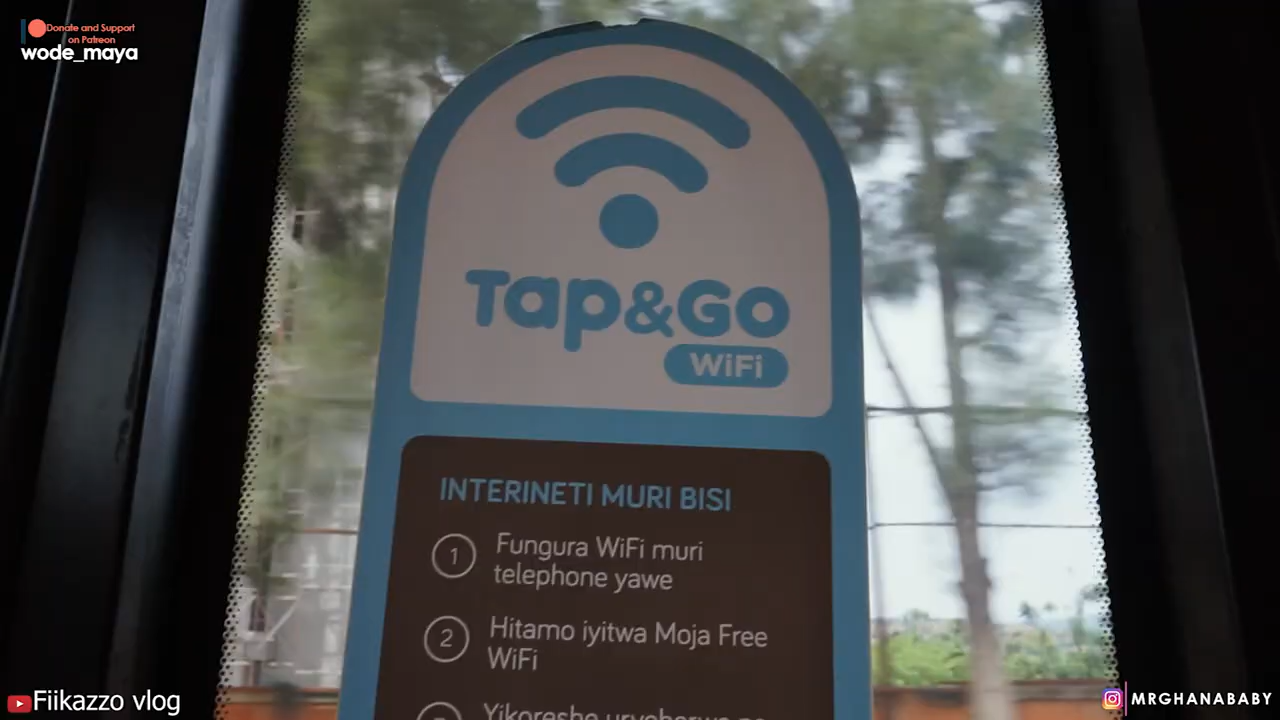 Donate and Support
on Patreon
wode_maya
Tap&Go
WiFi
INTERINETI MURI BISI
1 Fungura WiFi muri
telephone yawe
2 Hitamo iyitwa Moja Free
WiFi
Fiikazzo vlog
MRGHANABABY